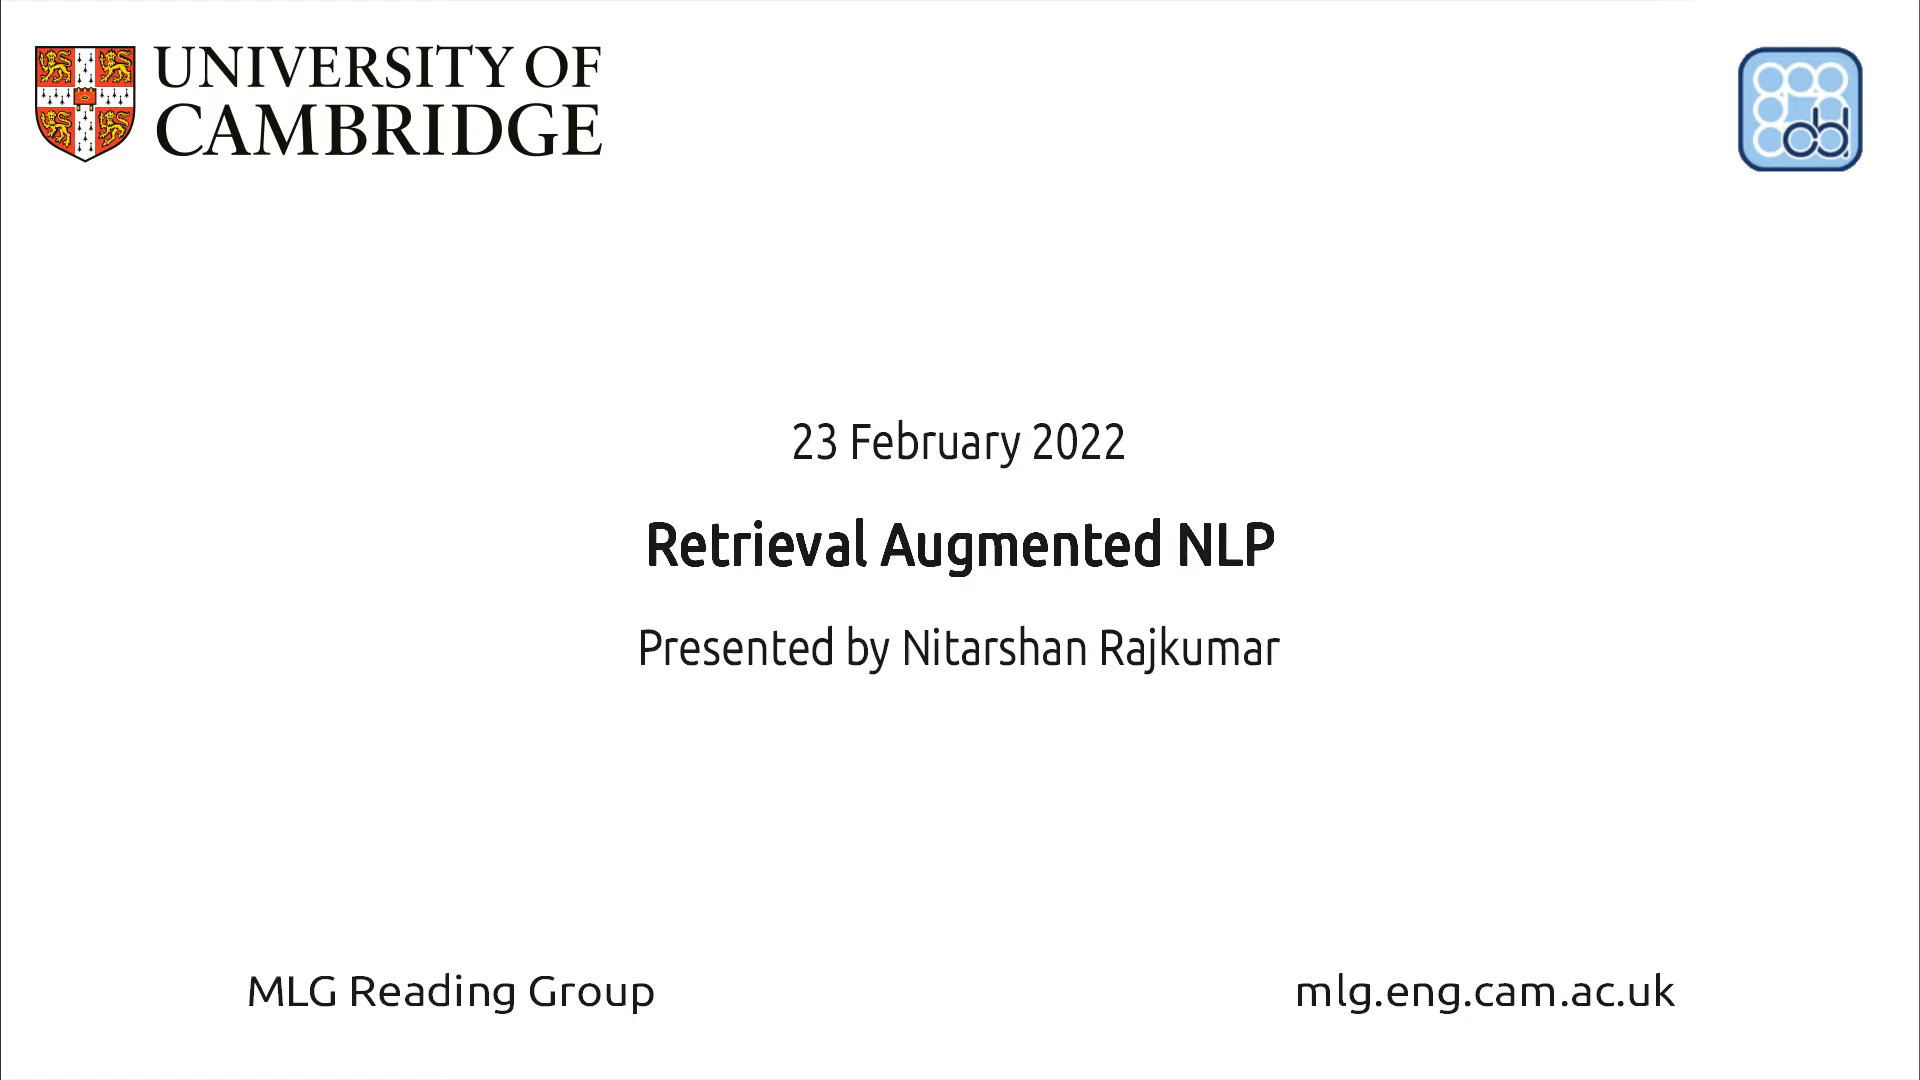 UNIVERSITY OF
CAMBRIDGE
cbl
23 February 2022
Retrieval Augmented NLP
Presented by Nitarshan Rajkumar
MLG Reading Group
mlg.eng.cam.ac.uk